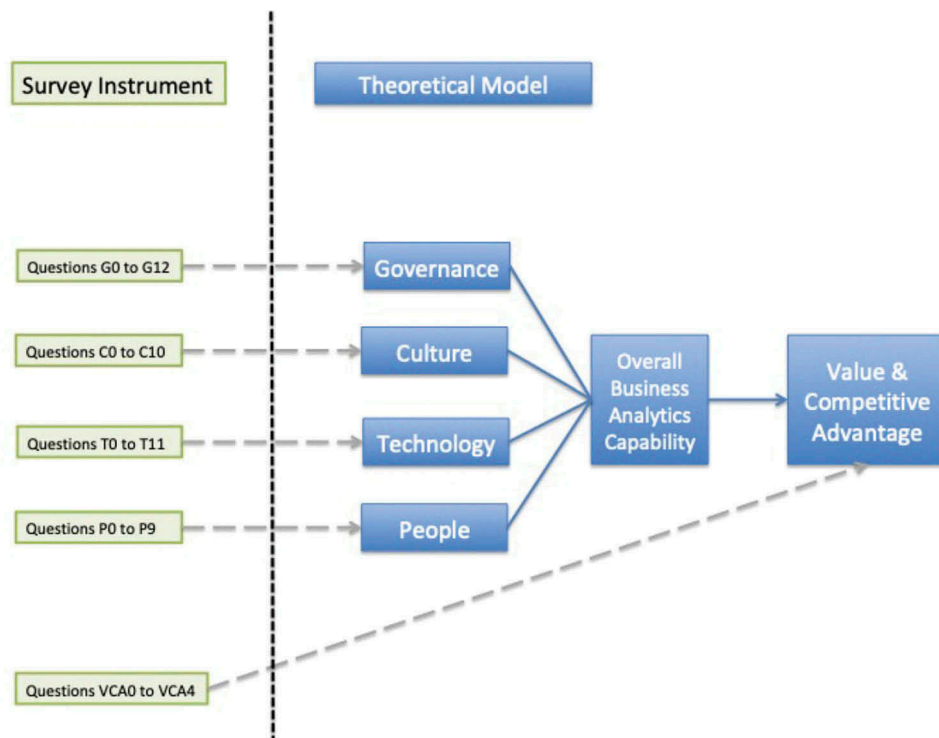 Survey Instrument
Theoretical Model
Questions G0 to G12
Governance
Questions C0 to C10
Culture
Questions T0 to T11
Technology
Questions P0 to P9
People
Overall
Business
Analytics
Capability
Value &
Competitive
Advantage
Questions VCA0 to VCA4